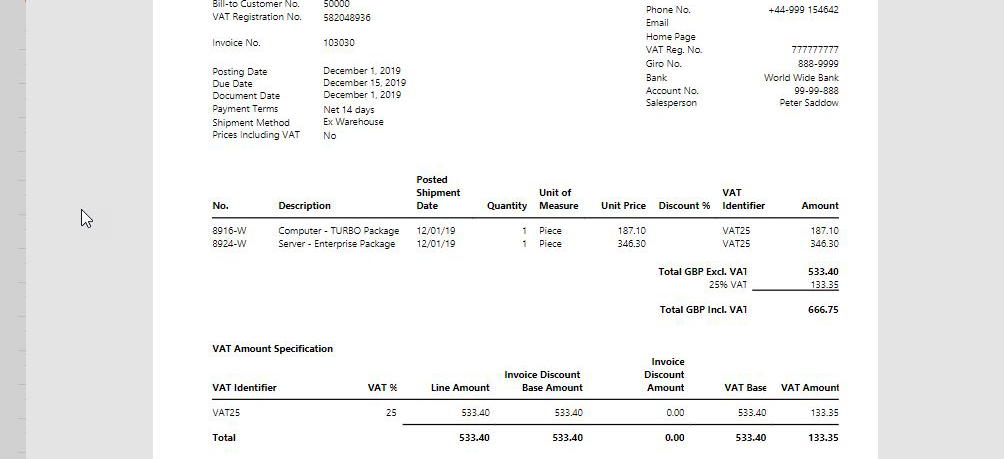 Bill-to Customer No. 50000
VAT Registration No. 582048936
Invoice No. 103030
Posting Date December 1, 2019
Due Date December 15, 2019
Document Date December 1, 2019
Payment Terms Net 14 days
Shipment Method Ex Warehouse
Prices Including VAT No
Phone No. +44-999 154642
Email
Home Page
VAT Reg. No. 777777777
Giro No. 888-9999
Bank World Wide Bank
Account No. 99-99-888
Salesperson Peter Saddow
No. Description Posted Shipment Date Quantity Unit of Measure Unit Price Discount % VAT Identifier Amount
8916-W Computer - TURBO Package 12/01/19 1 Piece 187.10 VAT25 187.10
8924-W Server - Enterprise Package 12/01/19 1 Piece 346.30 VAT25 346.30
Total GBP Excl. VAT 533.40
25% VAT 133.35
Total GBP Incl. VAT 666.75
VAT Amount Specification
VAT Identifier VAT % Line Amount Invoice Discount Base Amount Invoice Discount Amount VAT Base VAT Amount
VAT25 25 533.40 533.40 0.00 533.40 133.35
Total 533.40 533.40 0.00 533.40 133.35